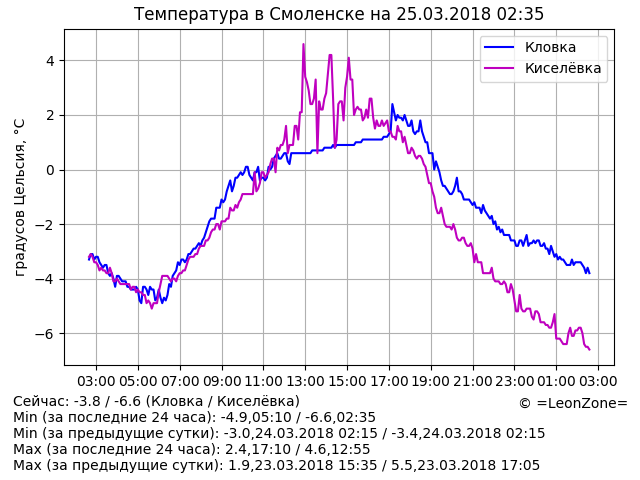 Температура в Смоленске на 25.03.2018 02:35
градусов Цельсия, °C
4
2
0
−2
−4
−6
Кловка
Киселёвка
03:00 05:00 07:00 09:00 11:00 13:00 15:00 17:00 19:00 21:00 23:00 01:00 03:00
Сейчас: -3.8 / -6.6 (Кловка / Киселёвка)
© =LeonZone=
Min (за последние 24 часа): -4.9,05:10 / -6.6,02:35
Min (за предыдущие сутки): -3.0,24.03.2018 02:15 / -3.4,24.03.2018 02:15
Max (за последние 24 часа): 2.4,17:10 / 4.6,12:55
Max (за предыдущие сутки): 1.9,23.03.2018 15:35 / 5.5,23.03.2018 17:05